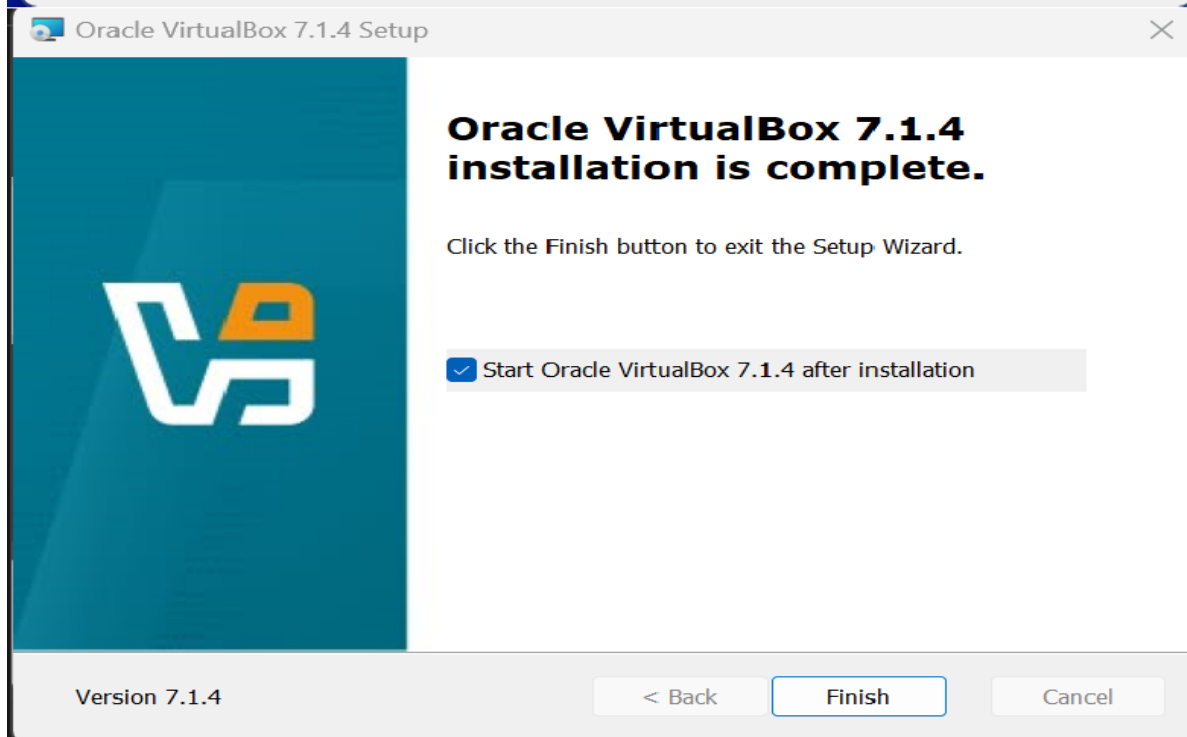 Oracle VirtualBox 7.1.4 Setup
Oracle VirtualBox 7.1.4
installation is complete.
Click the Finish button to exit the Setup Wizard.
Start Oracle VirtualBox 7.1.4 after installation
Version 7.1.4
< Back
Finish
Cancel